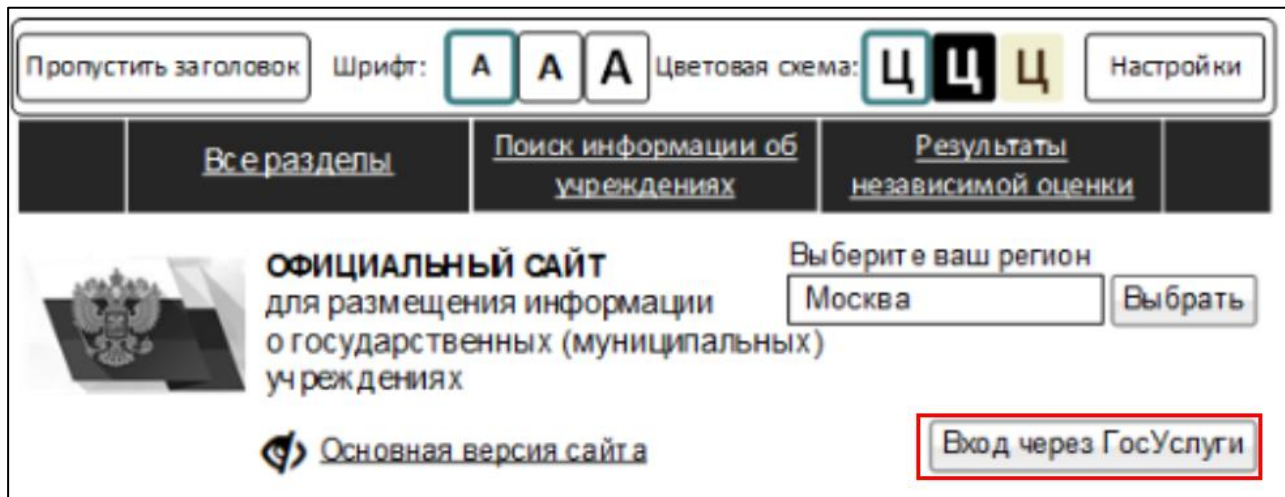 Пропустить заголовок Шрифт: А А А Цветовая схема: Ц Ц Ц Настройки
Все разделы
Поиск информации об
учреждениях
Результаты
независимой оценки
ОФИЦИАЛЬНЫЙ САЙТ
для размещения информации
о государственных (муниципальных)
учреждениях
Выберите ваш регион
Москва Выбрать
Основная версия сайта
Вход через ГосУслуги